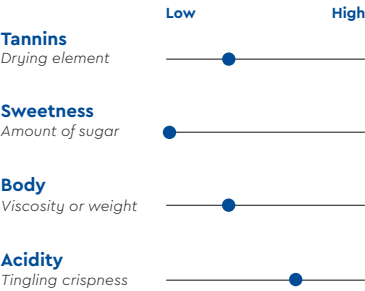 Low High
Tannins
Drying element
Sweetness
Amount of sugar
Body
Viscosity or weight
Acidity
Tingling crispness